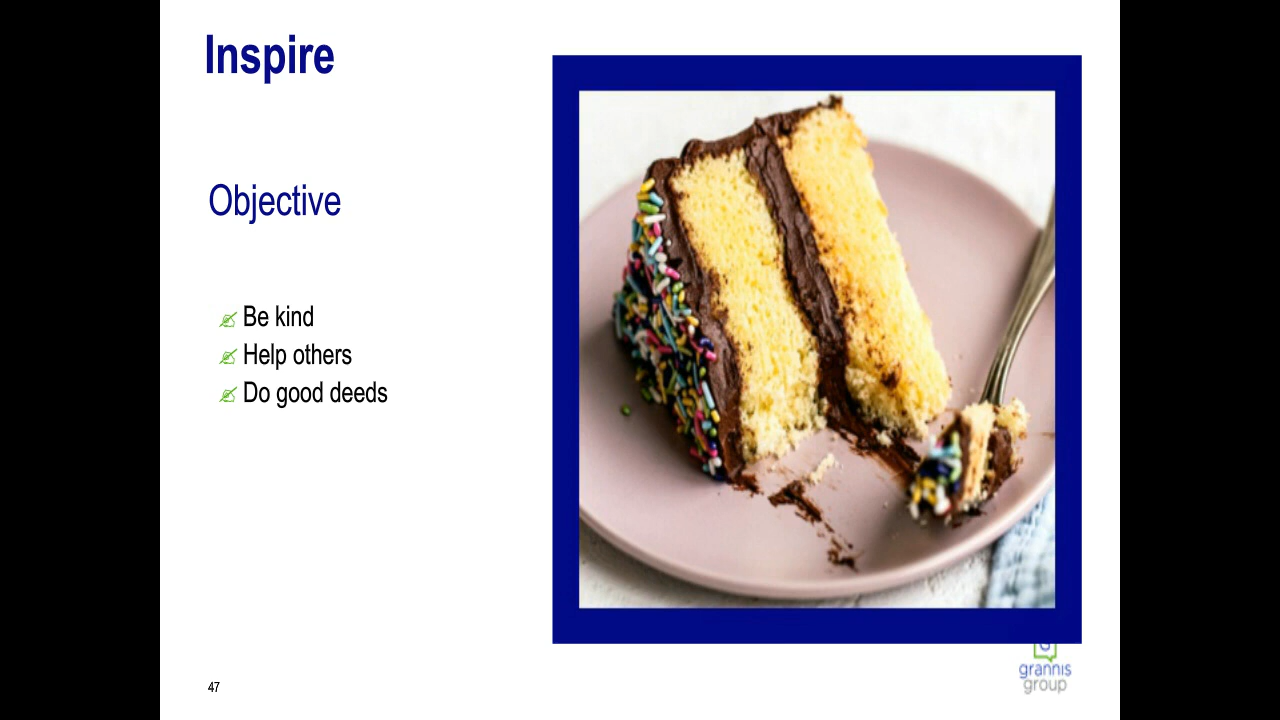 Inspire
Objective
Be kind
Help others
Do good deeds
47
G
grannis
group